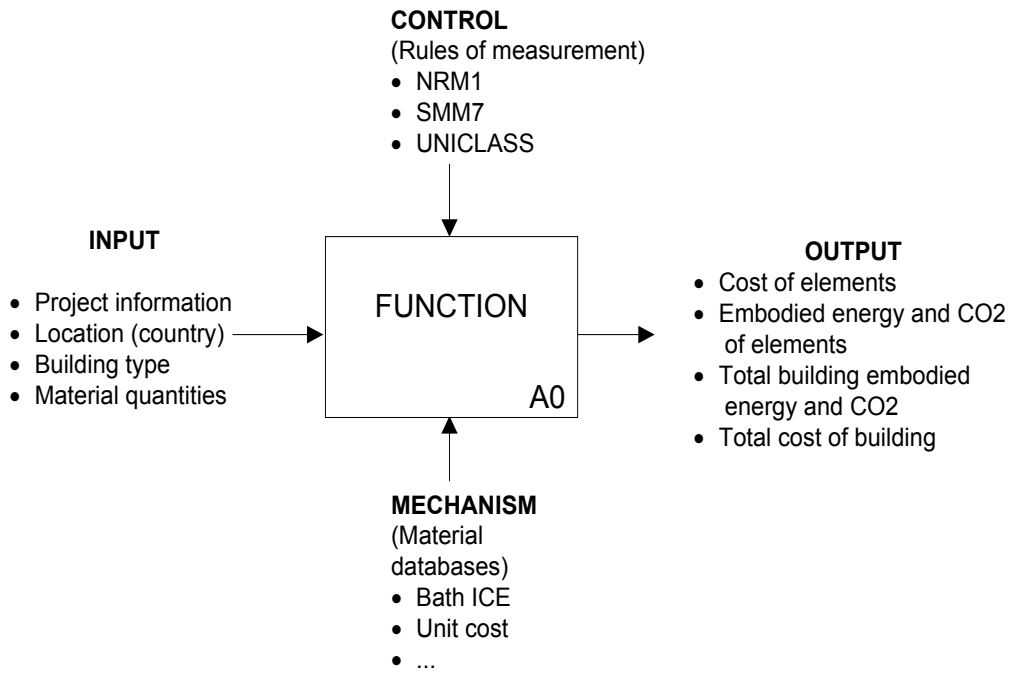 CONTROL
(Rules of measurement)
• NRM1
• SMM7
• UNICLASS
INPUT
• Project information
• Location (country)
• Building type
• Material quantities
FUNCTION
A0
OUTPUT
• Cost of elements
• Embodied energy and CO2
of elements
• Total building embodied
energy and CO2
• Total cost of building
MECHANISM
(Material
databases)
• Bath ICE
• Unit cost
• ...